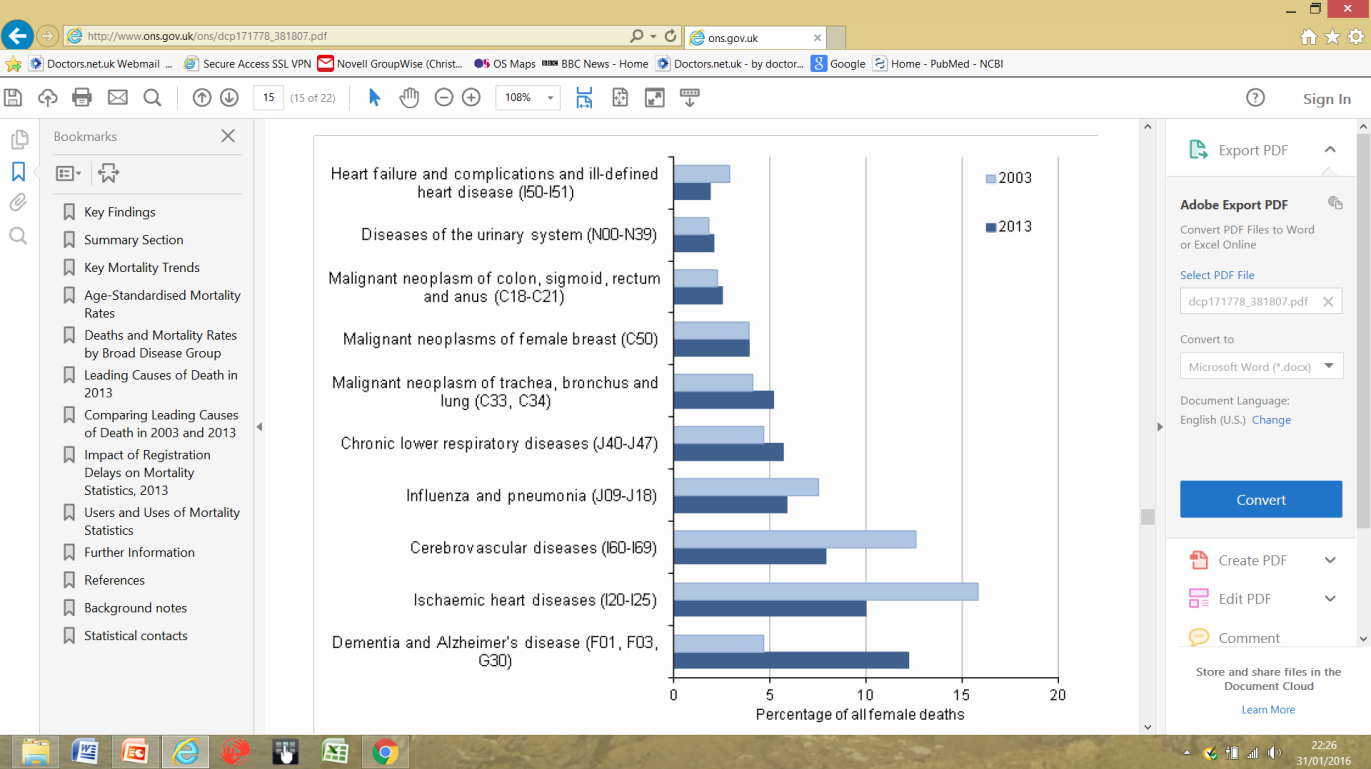 http://www.ons.gov.uk/ons/dcp171778_381807.pdf
ons.gov.uk
Doctors.net.uk Webmail ...
Secure Access SSL VPN
Novell GroupWise (Christ...
OS Maps
BBC News - Home
Doctors.net.uk - by doctor...
Google
Home - PubMed - NCBI
15
(15 of 22)
108%
Sign In
Bookmarks
Key Findings
Summary Section
Key Mortality Trends
Age-Standardised Mortality
Rates
Deaths and Mortality Rates
by Broad Disease Group
Leading Causes of Death in
2013
Comparing Leading Causes
of Death in 2003 and 2013
Impact of Registration
Delays on Mortality
Statistics, 2013
Users and Uses of Mortality
Statistics
Further Information
References
Background notes
Statistical contacts
Heart failure and complications and ill-defined
heart disease (I50-I51)
Diseases of the urinary system (N00-N39)
Malignant neoplasm of colon, sigmoid, rectum
and anus (C18-C21)
Malignant neoplasms of female breast (C50)
Malignant neoplasm of trachea, bronchus and
lung (C33, C34)
Chronic lower respiratory diseases (J40-J47)
Influenza and pneumonia (J09-J18)
Cerebrovascular diseases (I60-I69)
Ischaemic heart diseases (I20-I25)
Dementia and Alzheimer's disease (F01, F03,
G30)
2003
2013
0 5 10 15 20
Percentage of all female deaths
Export PDF
Adobe Export PDF
Convert PDF Files to Word
or Excel Online
Select PDF File
dcp171778_381807.pdf
Convert to
Microsoft Word (*.docx)
Document Language:
English (U.S.) Change
Convert
Create PDF
Edit PDF
Comment
Store and share files in the
Document Cloud
Learn More
22:26
31/01/2016